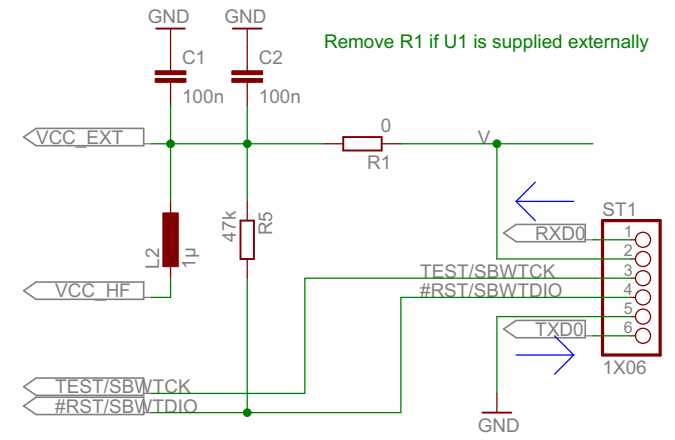 GND
GND
Remove R1 if U1 is supplied externally
C1
C2
100n
100n
VCC_EXT
0
V
R1
ST1
47k
R5
RXD0
1
2
L2
1µ
TEST/SBWTCK
3
VCC_HF
#RST/SBWTDIO
4
5
TXD0
6
1X06
TEST/SBWTCK
#RST/SBWTDIO
GND